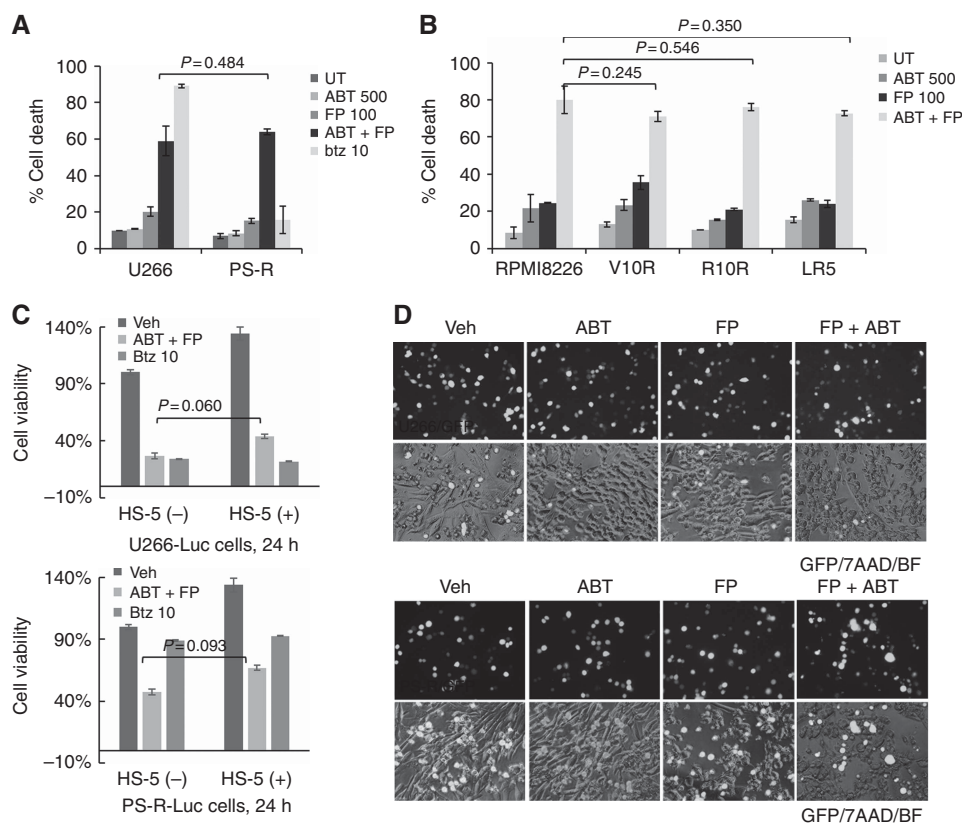 A
P=0.484
100
80
60
40
20
0
% Cell death
U266
PS-R
UT
ABT 500
FP 100
ABT + FP
btz 10
B
P=0.350
P=0.546
P=0.245
100
80
60
40
20
0
% Cell death
RPMI8226
V10R
R10R
LR5
UT
ABT 500
FP 100
ABT + FP
C
140%
90%
40%
–10%
Cell viability
Veh
ABT + FP
Btz 10
P=0.060
HS-5 (–)
HS-5 (+)
U266-Luc cells, 24 h
140%
90%
40%
–10%
Cell viability
Veh
ABT + FP
Btz 10
P=0.093
HS-5 (–)
HS-5 (+)
PS-R-Luc cells, 24 h
D
Veh
ABT
FP
FP + ABT
U266/GFP
GFP/7AAD/BF
Veh
ABT
FP
FP + ABT
GFP/7AAD/BF